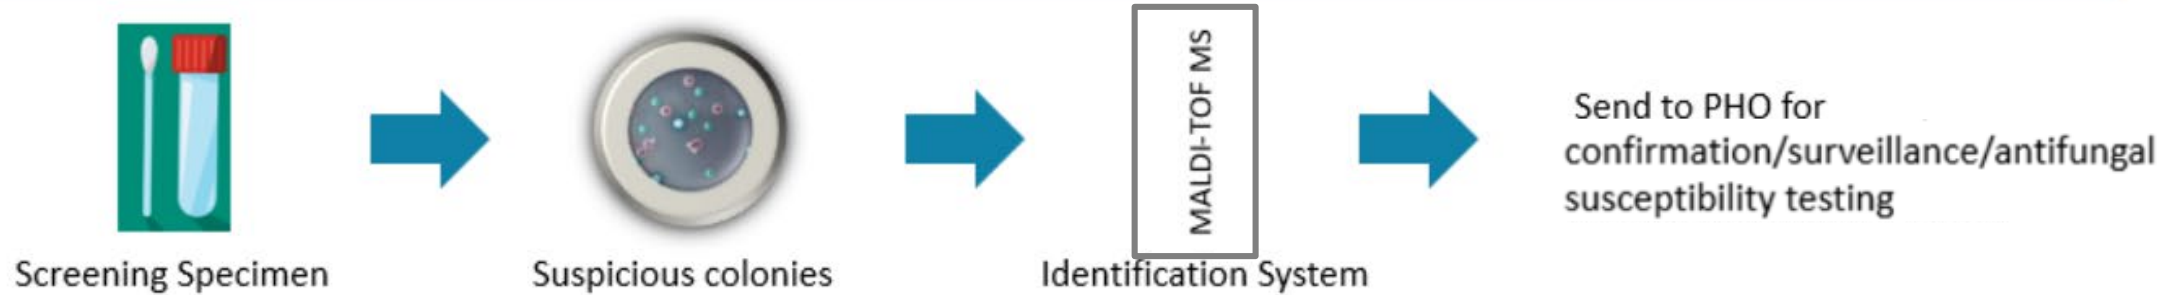 Screening Specimen
Suspicious colonies
MALDI-TOF MS
Identification System
Send to PHO for
confirmation/surveillance/antifungal
susceptibility testing